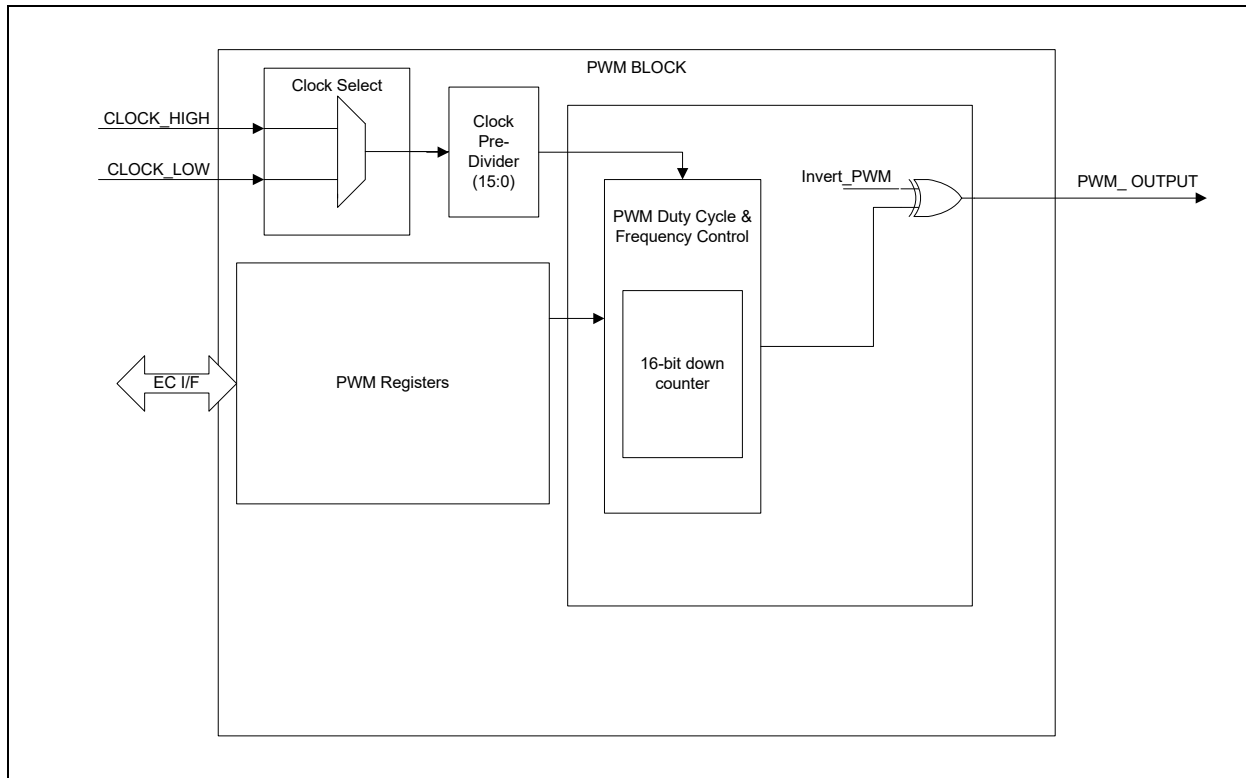 PWM BLOCK
Clock Select
CLOCK_HIGH
CLOCK_LOW
Clock
Pre-
Divider
(15:0)
Invert_PWM
PWM_ OUTPUT
PWM Duty Cycle &
Frequency Control
16-bit down
counter
PWM Registers
EC I/F